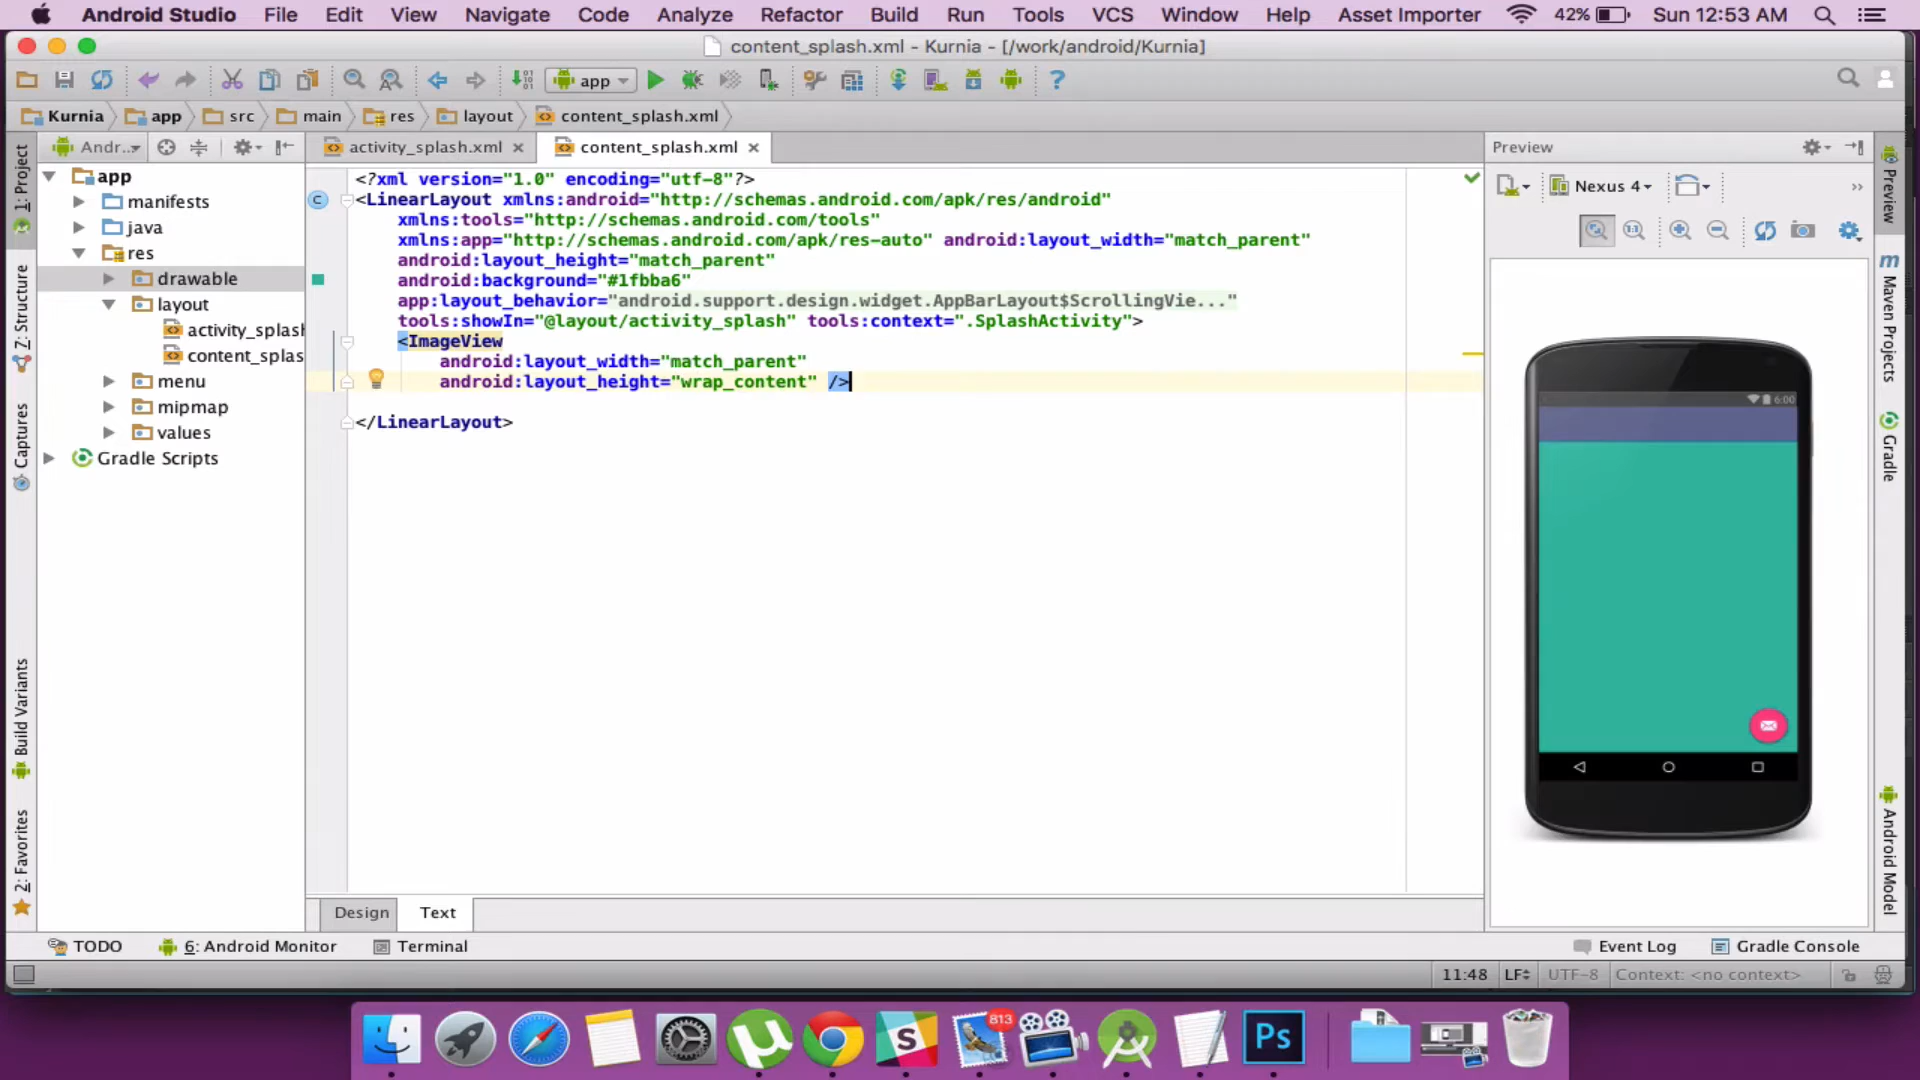 Android Studio File Edit View Navigate Code Analyze Refactor Build Run Tools VCS Window Help Asset Importer 42% Sun 12:53 AM
content_splash.xml - Kurnia - [/work/android/Kurnia]
app
?
Kurnia app src main res layout content_splash.xml
Andr...
activity_splash.xml
content_splash.xml
Preview
1: Project
7: Structure
Captures
Build Variants
2: Favorites
app
manifests
java
res
drawable
layout
activity_splash
content_splas
menu
mipmap
values
Gradle Scripts
C
<?xml version="1.0" encoding="utf-8"?>
<LinearLayout xmlns:android="http://schemas.android.com/apk/res/android"
xmlns:tools="http://schemas.android.com/tools"
xmlns:app="http://schemas.android.com/apk/res-auto" android:layout_width="match_parent"
android:layout_height="match_parent"
android:background="#1fbba6"
app:layout_behavior="android.support.design.widget.AppBarLayout$ScrollingVie..."
tools:showIn="@layout/activity_splash" tools:context=".SplashActivity">
<ImageView
android:layout_width="match_parent"
android:layout_height="wrap_content" />
</LinearLayout>
Nexus 4
1:1
6:00
Preview
Maven Projects
Gradle
Android Model
Design Text
TODO 6: Android Monitor Terminal
Event Log Gradle Console
11:48 LF UTF-8 Context: <no context>
813
Ps